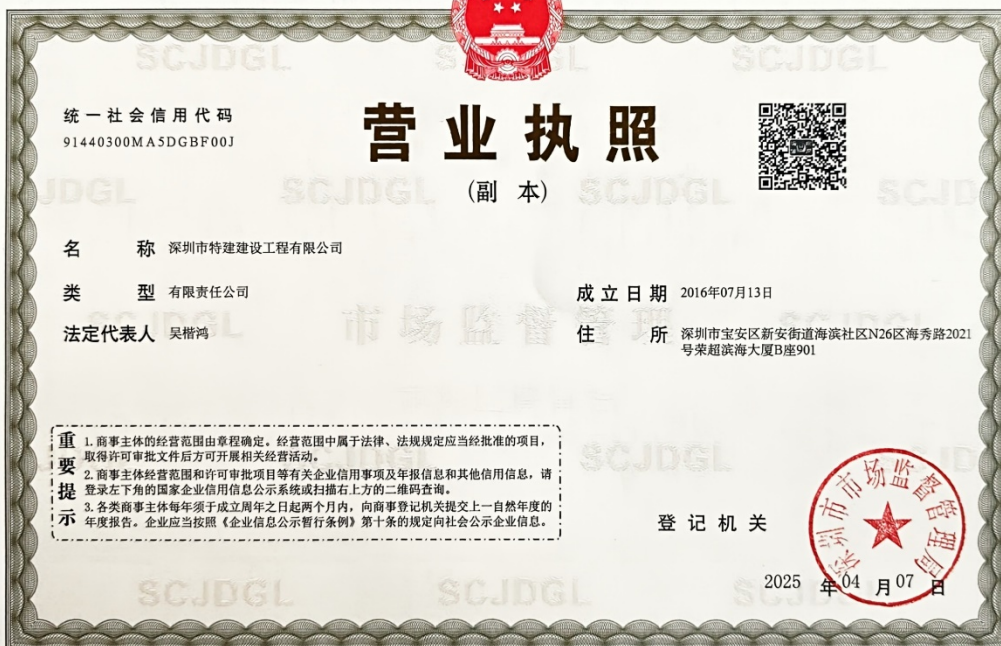 统一社会信用代码
91440300MA5DGBF00J
营业执照
(副 本)
名 称 深圳市特建建设工程有限公司
类 型 有限责任公司
成立日期 2016年07月13日
法定代表人 吴楷鸿
住 所 深圳市宝安区新安街道海滨社区N26区海秀路2021
号荣超滨海大厦B座901
重要提示
1. 商事主体的经营范围由章程确定。经营范围中属于法律、法规规定应当经批准的项目，
取得许可审批文件后方可开展相关经营活动。
2. 商事主体经营范围和许可审批项目等有关企业信用事项及年报信息和其他信用信息，请
登录左下角的国家企业信用信息公示系统或扫描右上方的二维码查询。
3. 各类商事主体每年须于成立周年之日起两个月内，向商事登记机关提交上一自然年度的
年度报告。企业应当按照《企业信息公示暂行条例》第十条的规定向社会公示企业信息。
登记机关
深圳市市场监督管理局
2025 年 04 月 07 日
SCJDGL
市场监督管理